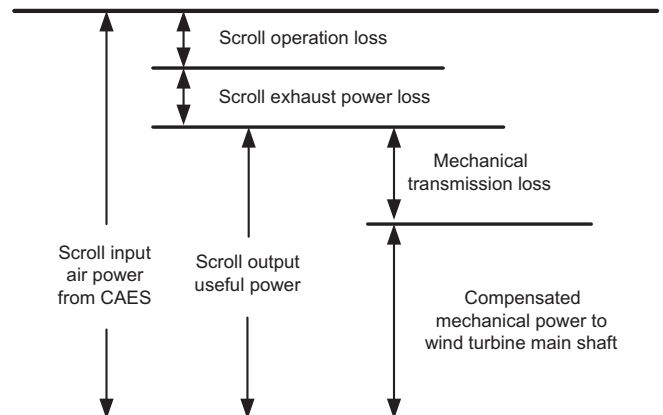 Scroll operation loss
Scroll exhaust power loss
Mechanical
transmission loss
Scroll input
air power
from CAES
Scroll output
useful power
Compensated
mechanical power to
wind turbine main shaft